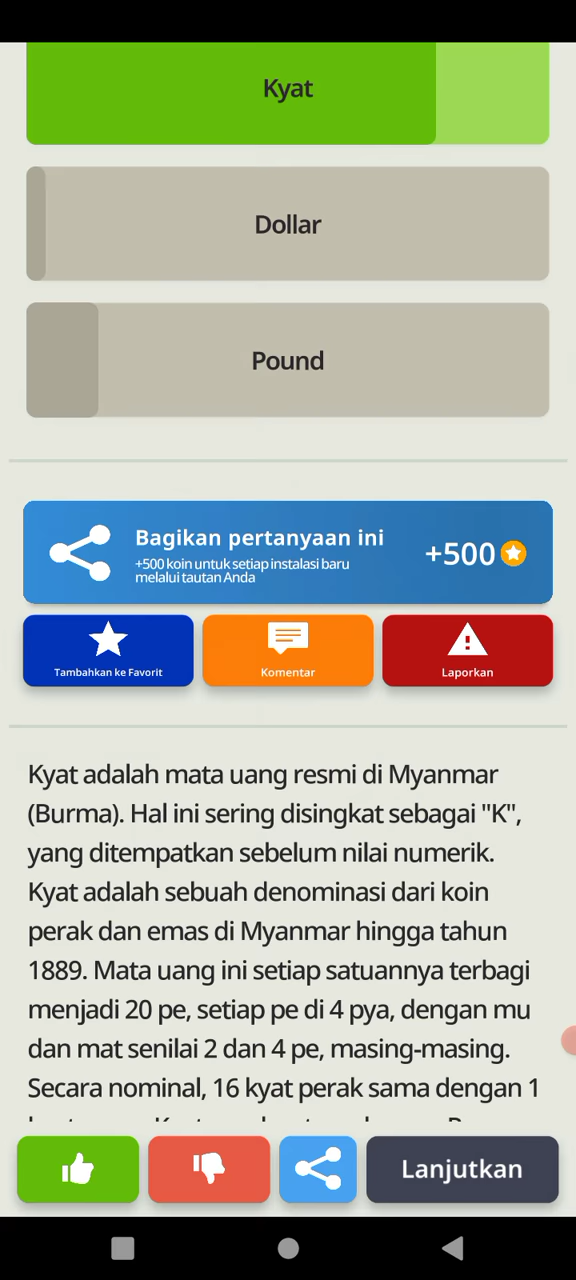 Kyat
Dollar
Pound
Bagikan pertanyaan ini
+500 koin untuk setiap instalasi baru
melalui tautan Anda
+500
Tambahkan ke Favorit
Komentar
Laporkan
Kyat adalah mata uang resmi di Myanmar
(Burma). Hal ini sering disingkat sebagai "K",
yang ditempatkan sebelum nilai numerik.
Kyat adalah sebuah denominasi dari koin
perak dan emas di Myanmar hingga tahun
1889. Mata uang ini setiap satuannya terbagi
menjadi 20 pe, setiap pe di 4 pya, dengan mu
dan mat senilai 2 dan 4 pe, masing-masing.
Secara nominal, 16 kyat perak sama dengan 1
Lanjutkan